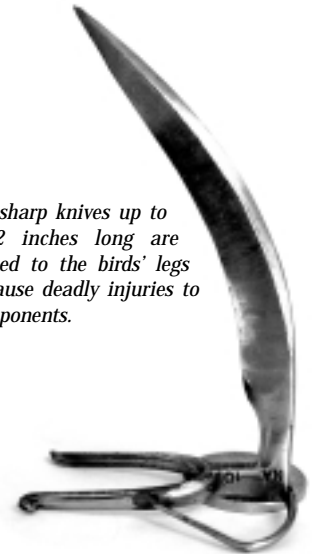 sharp knives up to
2 inches long are
ed to the birds' legs
ause deadly injuries to
ponents.